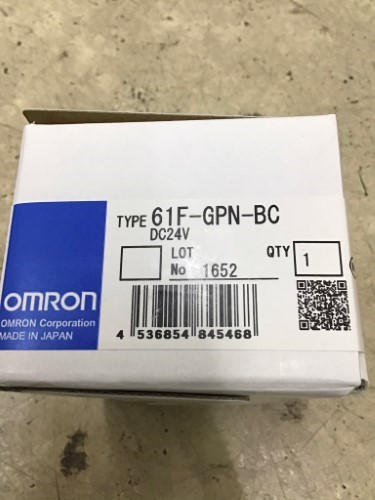 TYPE 61F-GPN-BC
DC24V
LOT
No. 1652
QTY
1
OMRON
OMRON Corporation
MADE IN JAPAN
4 536854 845468